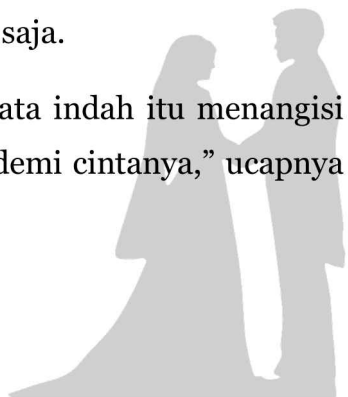 saja.
ata indah itu menangisi
demi cintanya,” ucapnya